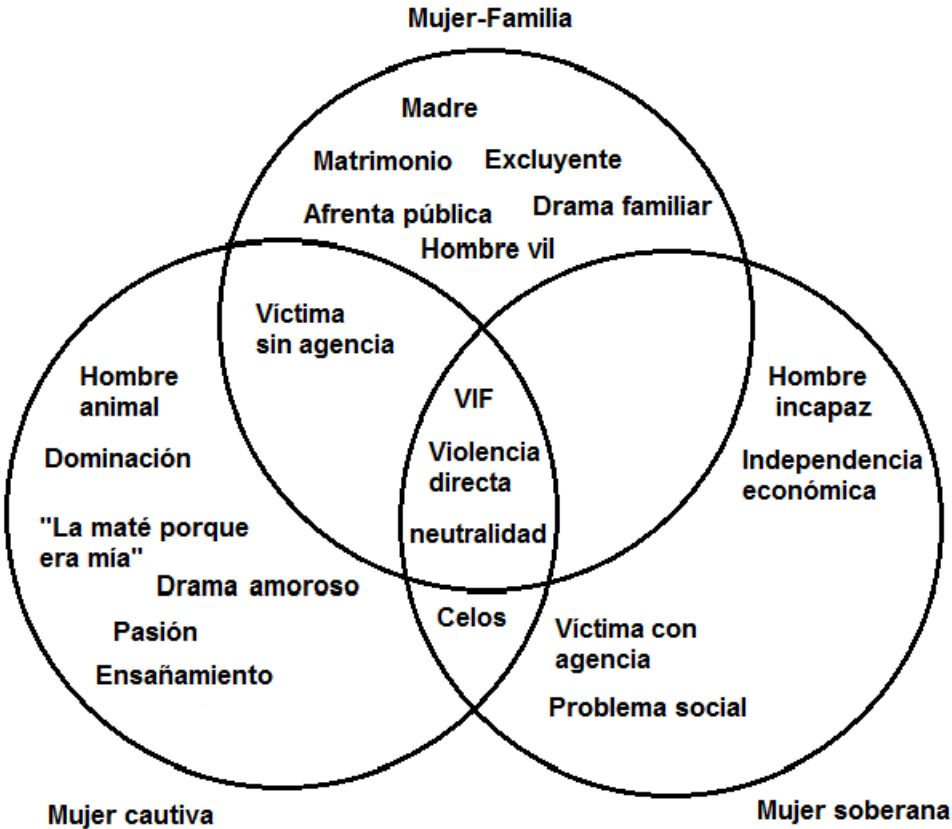 Mujer-Familia
Madre
Matrimonio
Excluyente
Afrenta pública
Drama familiar
Hombre vil
Víctima
sin agencia
Hombre
animal
Dominación
"La maté porque
era mía"
Drama amoroso
Pasión
Ensañamiento
VIF
Violencia
directa
neutralidad
Celos
Hombre
incapaz
Independencia
económica
Víctima con
agencia
Problema social
Mujer cautiva
Mujer soberana